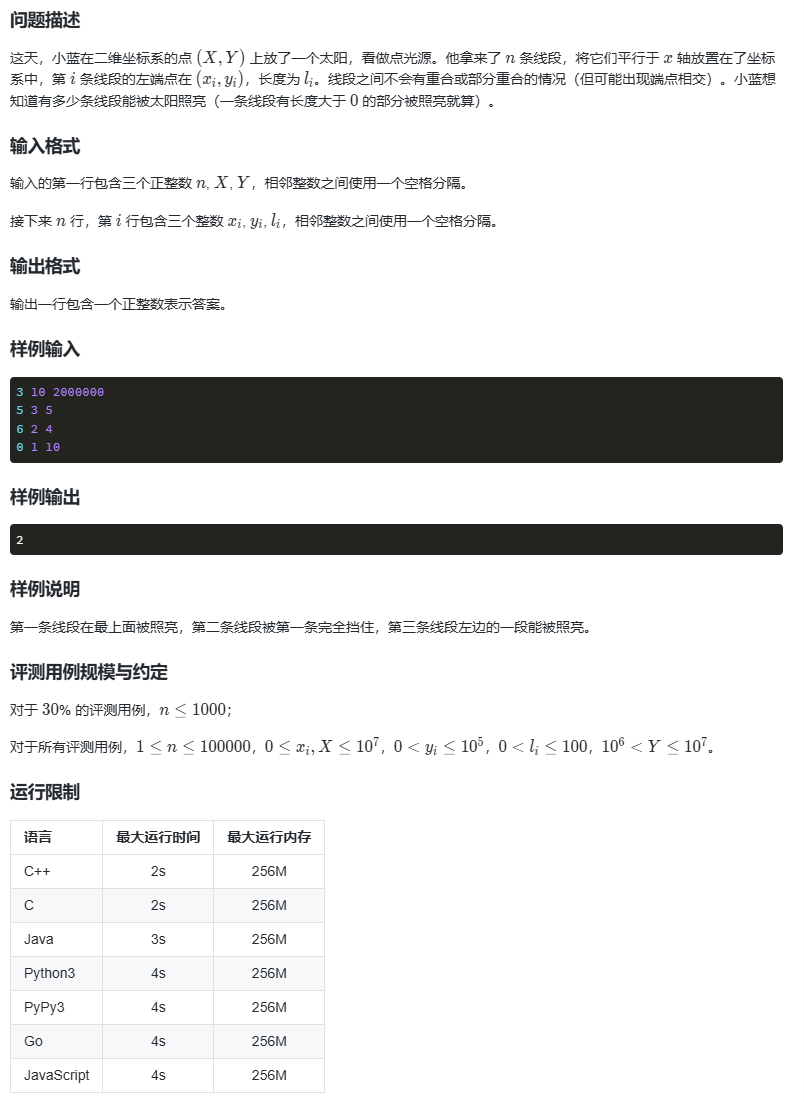 问题描述
这天，小蓝在二维坐标系的点 (X, Y) 上放了一个太阳，看做点光源。他拿来了 n 条线段，将它们平行于 x 轴放置在了坐标
系中，第 i 条线段的左端点在 (x_i, y_i)，长度为 l_i。线段之间不会有重合或部分重合的情况（但可能出现端点相交）。小蓝想
知道有多少条线段能被太阳照亮（一条线段有长度大于 0 的部分被照亮就算）。
输入格式
输入的第一行包含三个正整数 n, X, Y，相邻整数之间使用一个空格分隔。
接下来 n 行，第 i 行包含三个整数 x_i, y_i, l_i，相邻整数之间使用一个空格分隔。
输出格式
输出一行包含一个正整数表示答案。
样例输入
3 10 2000000
5 3 5
6 2 4
0 1 10
样例输出
2
样例说明
第一条线段在最上面被照亮，第二条线段被第一条完全挡住，第三条线段左边的一段能被照亮。
评测用例规模与约定
对于 30% 的评测用例，n ≤ 1000；
对于所有评测用例，1 ≤ n ≤ 100000，0 ≤ x_i, X ≤ 10^7，0 < y_i ≤ 10^5，0 < l_i ≤ 100，10^6 < Y ≤ 10^7。
运行限制
语言 最大运行时间 最大运行内存
C++ 2s 256M
C 2s 256M
Java 3s 256M
Python3 4s 256M
PyPy3 4s 256M
Go 4s 256M
JavaScript 4s 256M